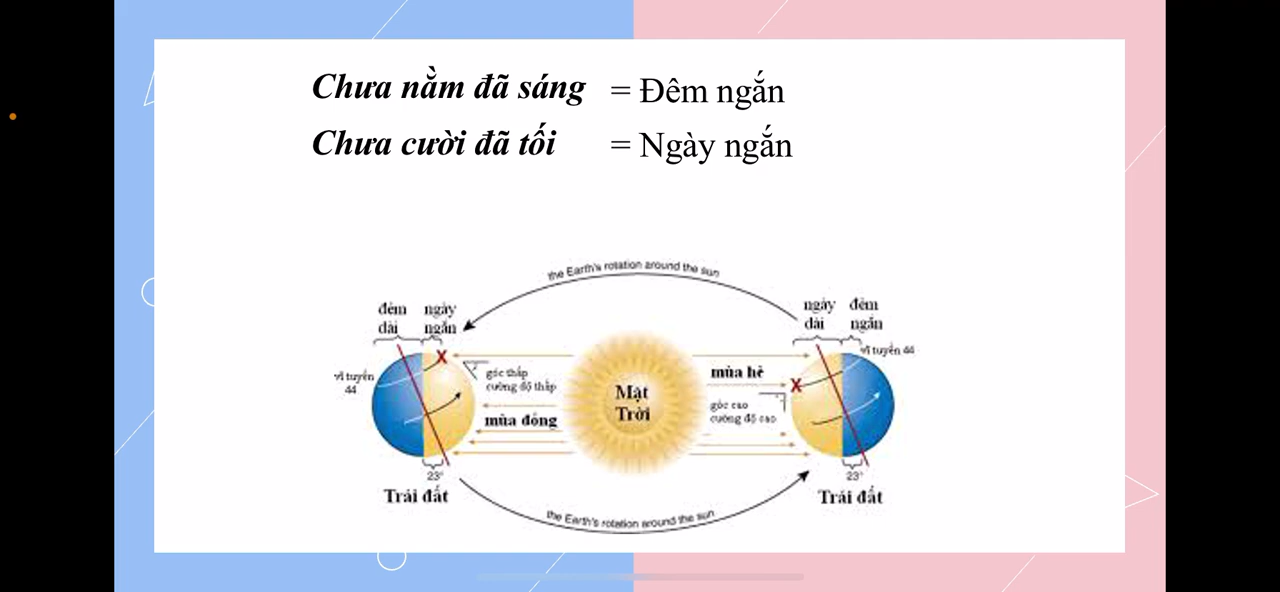 Chưa nằm đã sáng = Đêm ngắn
Chưa cười đã tối = Ngày ngắn
the Earth's rotation around the sun
đêm dài
ngày ngắn
ngày dài
đêm ngắn
vĩ tuyến 44
vĩ tuyến 44
X
X
góc thấp
cường độ thấp
mùa đông
Mặt Trời
mùa hè
góc cao
cường độ cao
23°
23°
Trái đất
Trái đất
the Earth's rotation around the sun